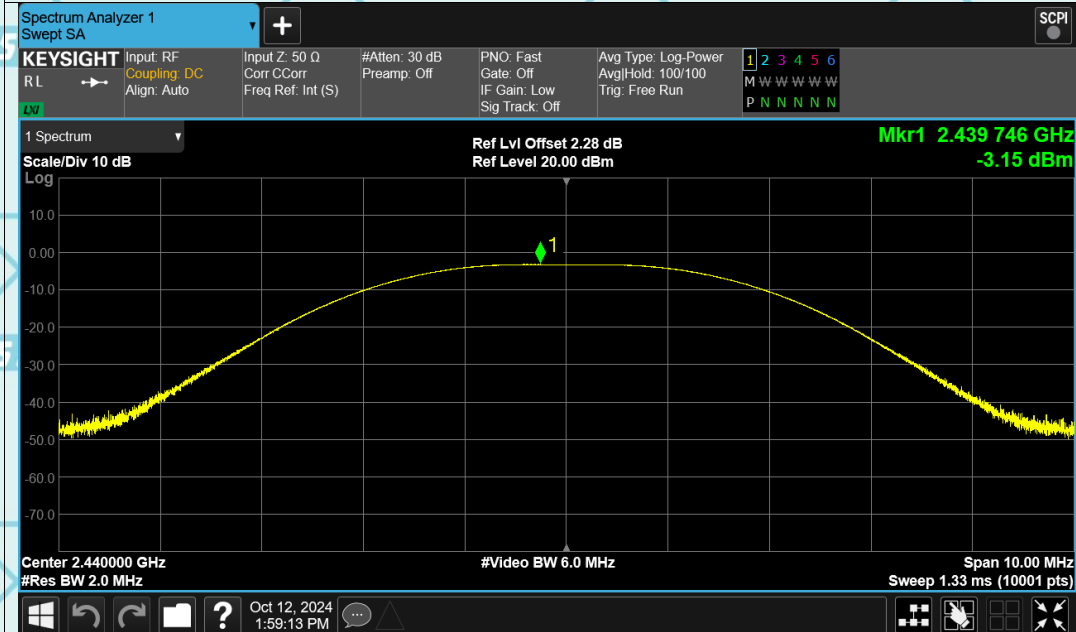 Spectrum Analyzer 1
Swept SA
+
SCPI
KEYSIGHT
R L
LXI
Input: RF
Coupling: DC
Align: Auto
Input Z: 50 Ω
Corr CCorr
Freq Ref: Int (S)
#Atten: 30 dB
Preamp: Off
PNO: Fast
Gate: Off
IF Gain: Low
Sig Track: Off
Avg Type: Log-Power
Avg|Hold: 100/100
Trig: Free Run
1 2 3 4 5 6
M W W W W W
P N N N N N
1 Spectrum
Scale/Div 10 dB
Log
Ref Lvl Offset 2.28 dB
Ref Level 20.00 dBm
Mkr1 2.439 746 GHz
-3.15 dBm
1
10.0
0.00
-10.0
-20.0
-30.0
-40.0
-50.0
-60.0
-70.0
Center 2.440000 GHz
#Res BW 2.0 MHz
#Video BW 6.0 MHz
Span 10.00 MHz
Sweep 1.33 ms (10001 pts)
?
Oct 12, 2024
1:59:13 PM